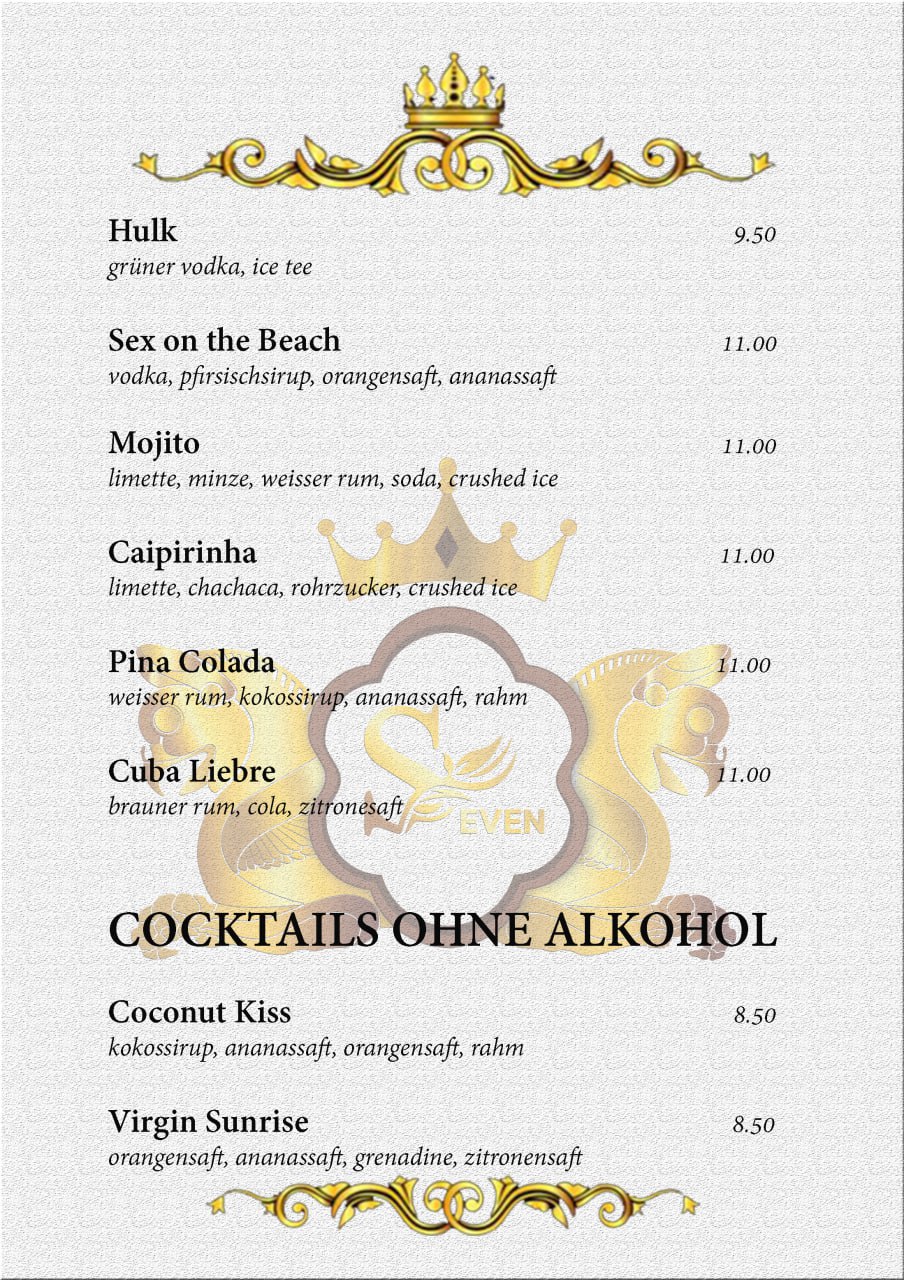 Hulk 9.50
grüner vodka, ice tee
Sex on the Beach 11.00
vodka, pfirsischsirup, orangensaft, ananassaft
Mojito 11.00
limette, minze, weisser rum, soda, crushed ice
Caipirinha 11.00
limette, chachaca, rohrzucker, crushed ice
Pina Colada 11.00
weisser rum, kokossirup, ananassaft, rahm
Cuba Liebre 11.00
brauner rum, cola, zitronesaft
EVEN
COCKTAILS OHNE ALKOHOL
Coconut Kiss 8.50
kokossirup, ananassaft, orangensaft, rahm
Virgin Sunrise 8.50
orangensaft, ananassaft, grenadine, zitronensaft